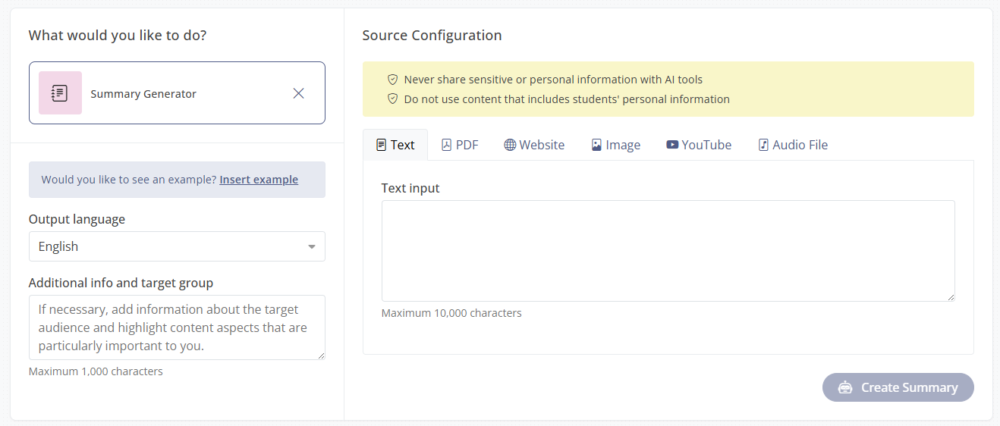 What would you like to do?
Summary Generator
Would you like to see an example? Insert example
Output language
English
Additional info and target group
If necessary, add information about the target
audience and highlight content aspects that are
particularly important to you.
Maximum 1,000 characters
Source Configuration
Never share sensitive or personal information with AI tools
Do not use content that includes students' personal information
Text PDF Website Image YouTube Audio File
Text input
Maximum 10,000 characters
Create Summary